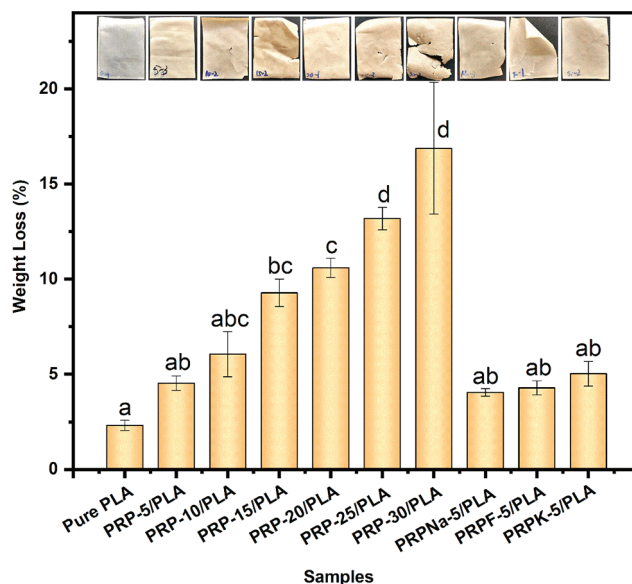 20
15
10
5
0
Weight Loss (%)
a
ab
abc
bc
c
d
d
ab
ab
ab
Pure PLA
PRP-5/PLA
PRP-10/PLA
PRP-15/PLA
PRP-20/PLA
PRP-25/PLA
PRP-30/PLA
PRPNa-5/PLA
PRPF-5/PLA
PRPK-5/PLA
Samples